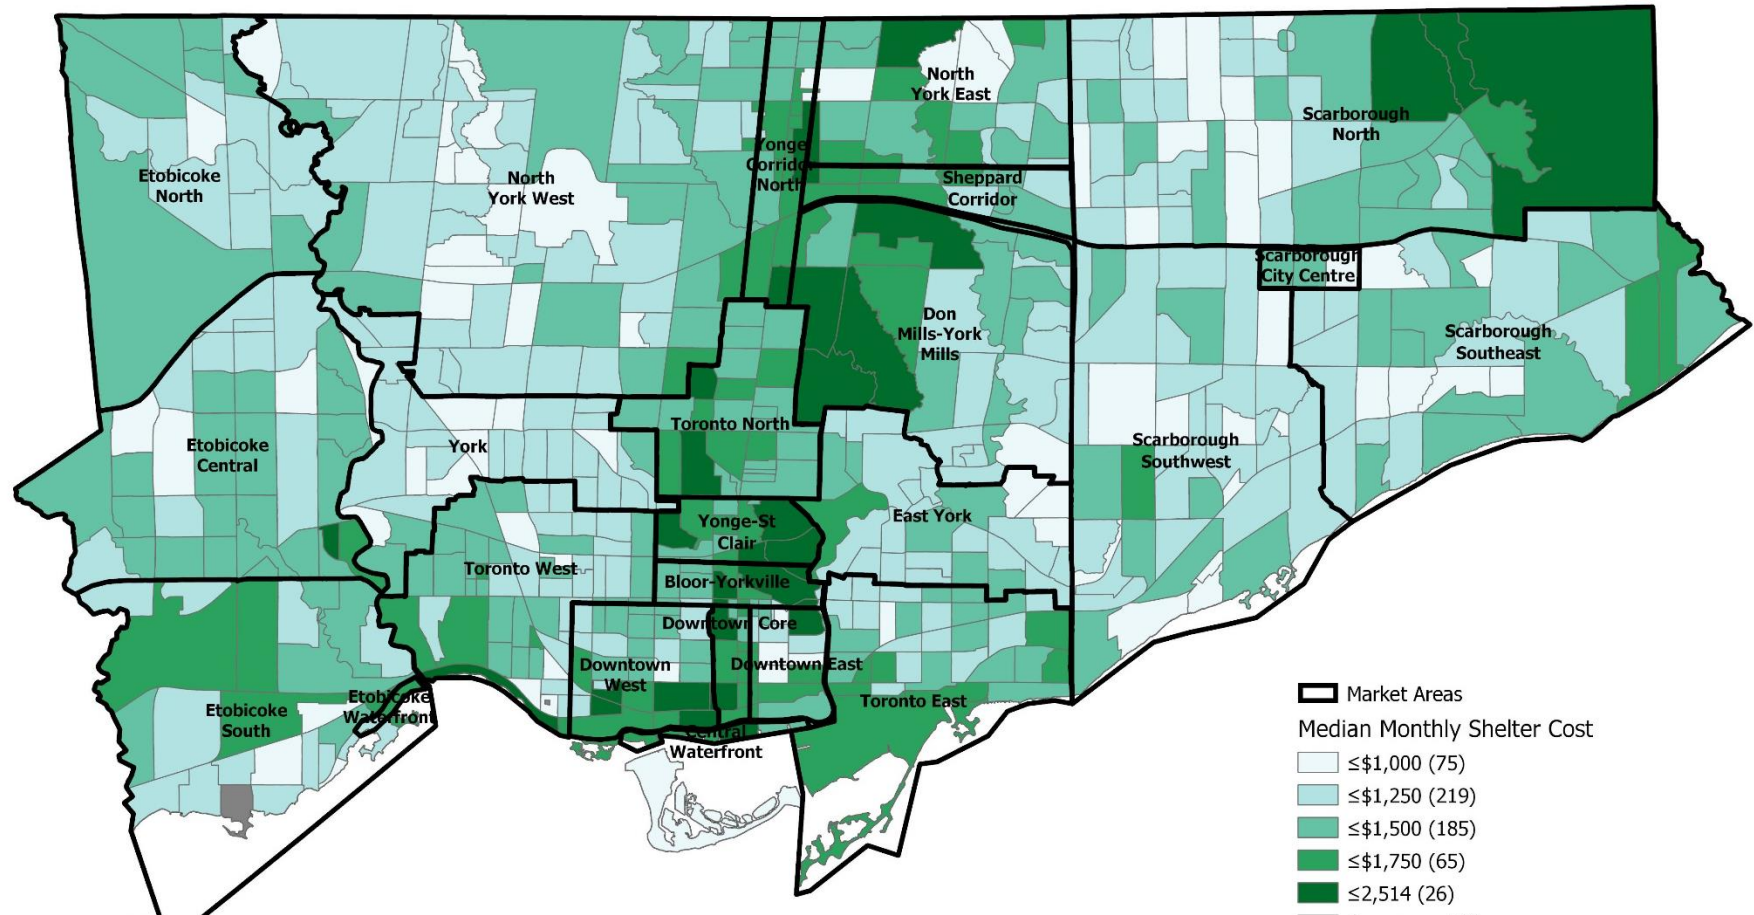 North
York East
Scarborough
North
Yonge
Corridor
North
Etobicoke
North
North
York West
Sheppard
Corridor
Scarborough
City Centre
Don
Mills-York
Mills
Scarborough
Southeast
Toronto North
Etobicoke
Central
York
Scarborough
Southwest
East York
Yonge-St
Clair
Toronto West
Bloor-Yorkville
Downtown Core
Downtown
West
Downtown East
Etobicoke
Waterfront
Etobicoke
South
Toronto East
Central
Waterfront
Market Areas
Median Monthly Shelter Cost
≤$1,000 (75)
≤$1,250 (219)
≤$1,500 (185)
≤$1,750 (65)
≤2,514 (26)